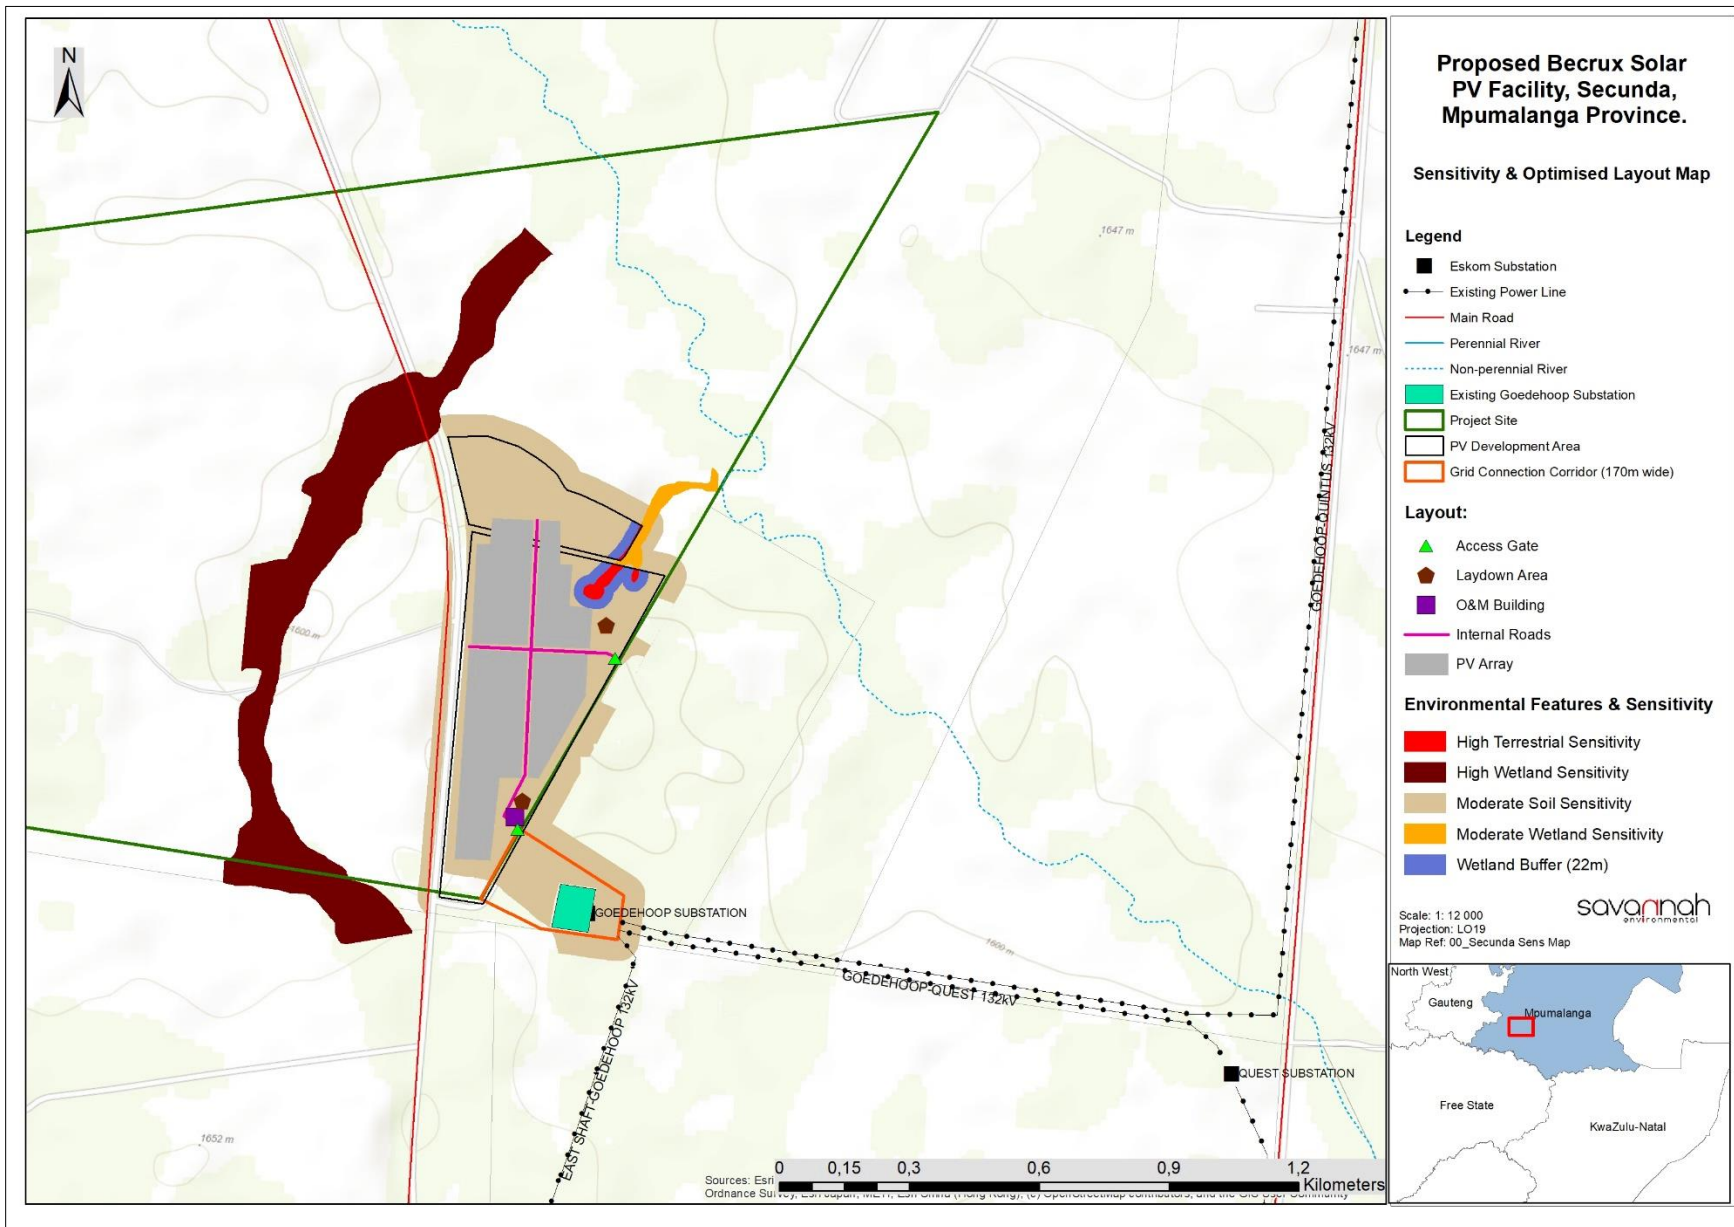 N
1647 m
1647 m
1600 m
GOEDEHOOP-QUINTUS 132kV
GOEDEHOOP SUBSTATION
GOEDEHOOP-QUEST 132kV
1600 m
EAST SHAFT-GOEDEHOOP 132kV
QUEST SUBSTATION
1652 m
0 0,15 0,3 0,6 0,9 1,2
Kilometers
Sources: Esri
Proposed Becrux Solar
PV Facility, Secunda,
Mpumalanga Province.
Sensitivity & Optimised Layout Map
Legend
Eskom Substation
Existing Power Line
Main Road
Perennial River
Non-perennial River
Existing Goedehoop Substation
Project Site
PV Development Area
Grid Connection Corridor (170m wide)
Layout:
Access Gate
Laydown Area
O&M Building
Internal Roads
PV Array
Environmental Features & Sensitivity
High Terrestrial Sensitivity
High Wetland Sensitivity
Moderate Soil Sensitivity
Moderate Wetland Sensitivity
Wetland Buffer (22m)
savannah
environmental
Scale: 1: 12 000
Projection: LO19
Map Ref: 00_Secunda Sens Map
North West
Gauteng
Mpumalanga
Free State
KwaZulu-Natal